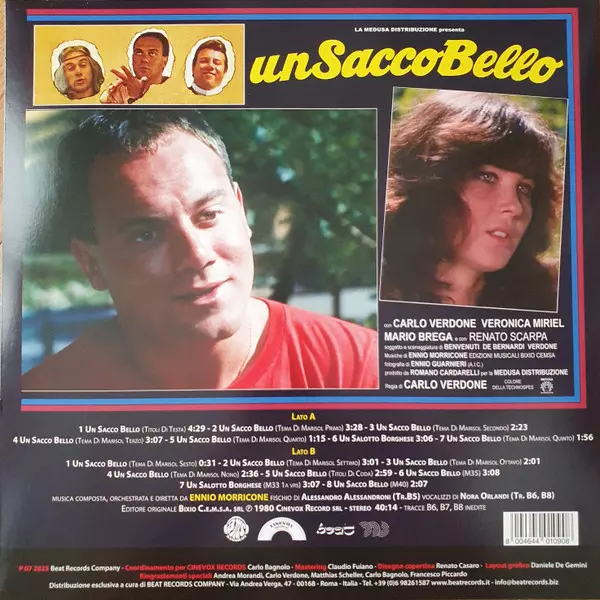 LA MEDUSA DISTRIBUZIONE presenta
un Sacco Bello
con CARLO VERDONE VERONICA MIRIEL
MARIO BREGA e con RENATO SCARPA
soggetto e sceneggiatura di BENVENUTI DE BERNARDI VERDONE
Musiche di ENNIO MORRICONE EDIZIONI MUSICALI BIXIO CEMSA
fotografia di ENNIO GUARNIERI (A.I.C.)
prodotto da ROMANO CARDARELLI per la MEDUSA DISTRIBUZIONE
Regia di CARLO VERDONE COLORE DELLA TECHNOSPES
LATO A
1 UN SACCO BELLO (TITOLI DI TESTA) 4:29 - 2 UN SACCO BELLO (TEMA DI MARISOL PRIMO) 3:28 - 3 UN SACCO BELLO (TEMA DI MARISOL SECONDO) 2:23
4 UN SACCO BELLO (TEMA DI MARISOL TERZO) 3:07 - 5 UN SACCO BELLO (TEMA DI MARISOL QUARTO) 1:15 - 6 UN SALOTTO BORGHESE 3:06 - 7 UN SACCO BELLO (TEMA DI MARISOL QUINTO) 1:56
LATO B
1 UN SACCO BELLO (TEMA DI MARISOL SESTO) 0:31 - 2 UN SACCO BELLO (TEMA DI MARISOL SETTIMO) 3:01 - 3 UN SACCO BELLO (TEMA DI MARISOL OTTAVO) 2:01
4 UN SACCO BELLO (TEMA DI MARISOL NONO) 2:36 - 5 UN SACCO BELLO (TITOLI DI CODA) 2:59 - 6 UN SACCO BELLO (M35) 3:08
7 UN SALOTTO BORGHESE (M33 1A VRS) 3:07 - 8 UN SACCO BELLO (M40) 2:07
MUSICA COMPOSTA, ORCHESTRATA E DIRETTA DA ENNIO MORRICONE FISCHIO DI ALESSANDRO ALESSANDRONI (TR.B5) VOCALIZZI DI NORA ORLANDI (TR. B6, B8)
EDITORE ORIGINALE BIXIO C.E.M.S.A. SRL Ⓟ 1980 CINEVOX RECORD SRL - STEREO 40:14 - TRACCE B6, B7, B8 INEDITE
CINEVOX
beat
8 004644 010908
P 07 2023 Beat Records Company - Coordinamento per CINEVOX RECORDS Carlo Bagnolo - Mastering Claudio Fuiano - Disegno copertina Renato Casaro - Layout grafico Daniele De Gemini
Ringraziamenti speciali: Andrea Morandi, Carlo Verdone, Matthias Scheller, Carlo Bagnolo, Francesco Piccardo
Distribuzione esclusiva a cura di BEAT RECORDS COMPANY - Via Andrea Verga, 47 - 00135 - Roma - Italia - Tel. +39 (0)6 98261587 www.beatrecords.it - info@beatrecords.biz